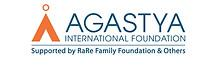 AGASTYA
INTERNATIONAL FOUNDATION
Supported by RaRe Family Foundation & Others